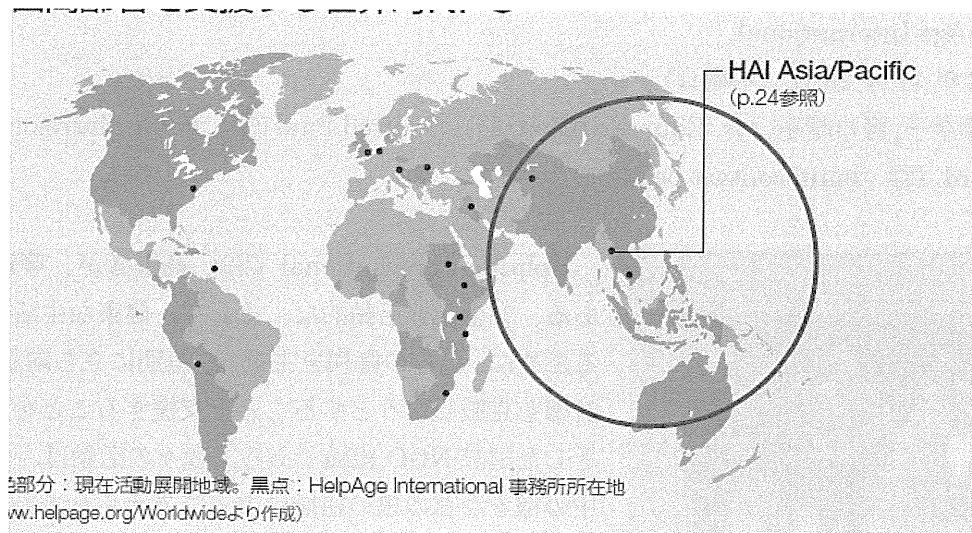 HAI Asia/Pacific
(p.24参照)
色部分：現在活動展開地域。黒点：HelpAge International 事務所所在地
ww.helpage.org/Worldwideより作成)